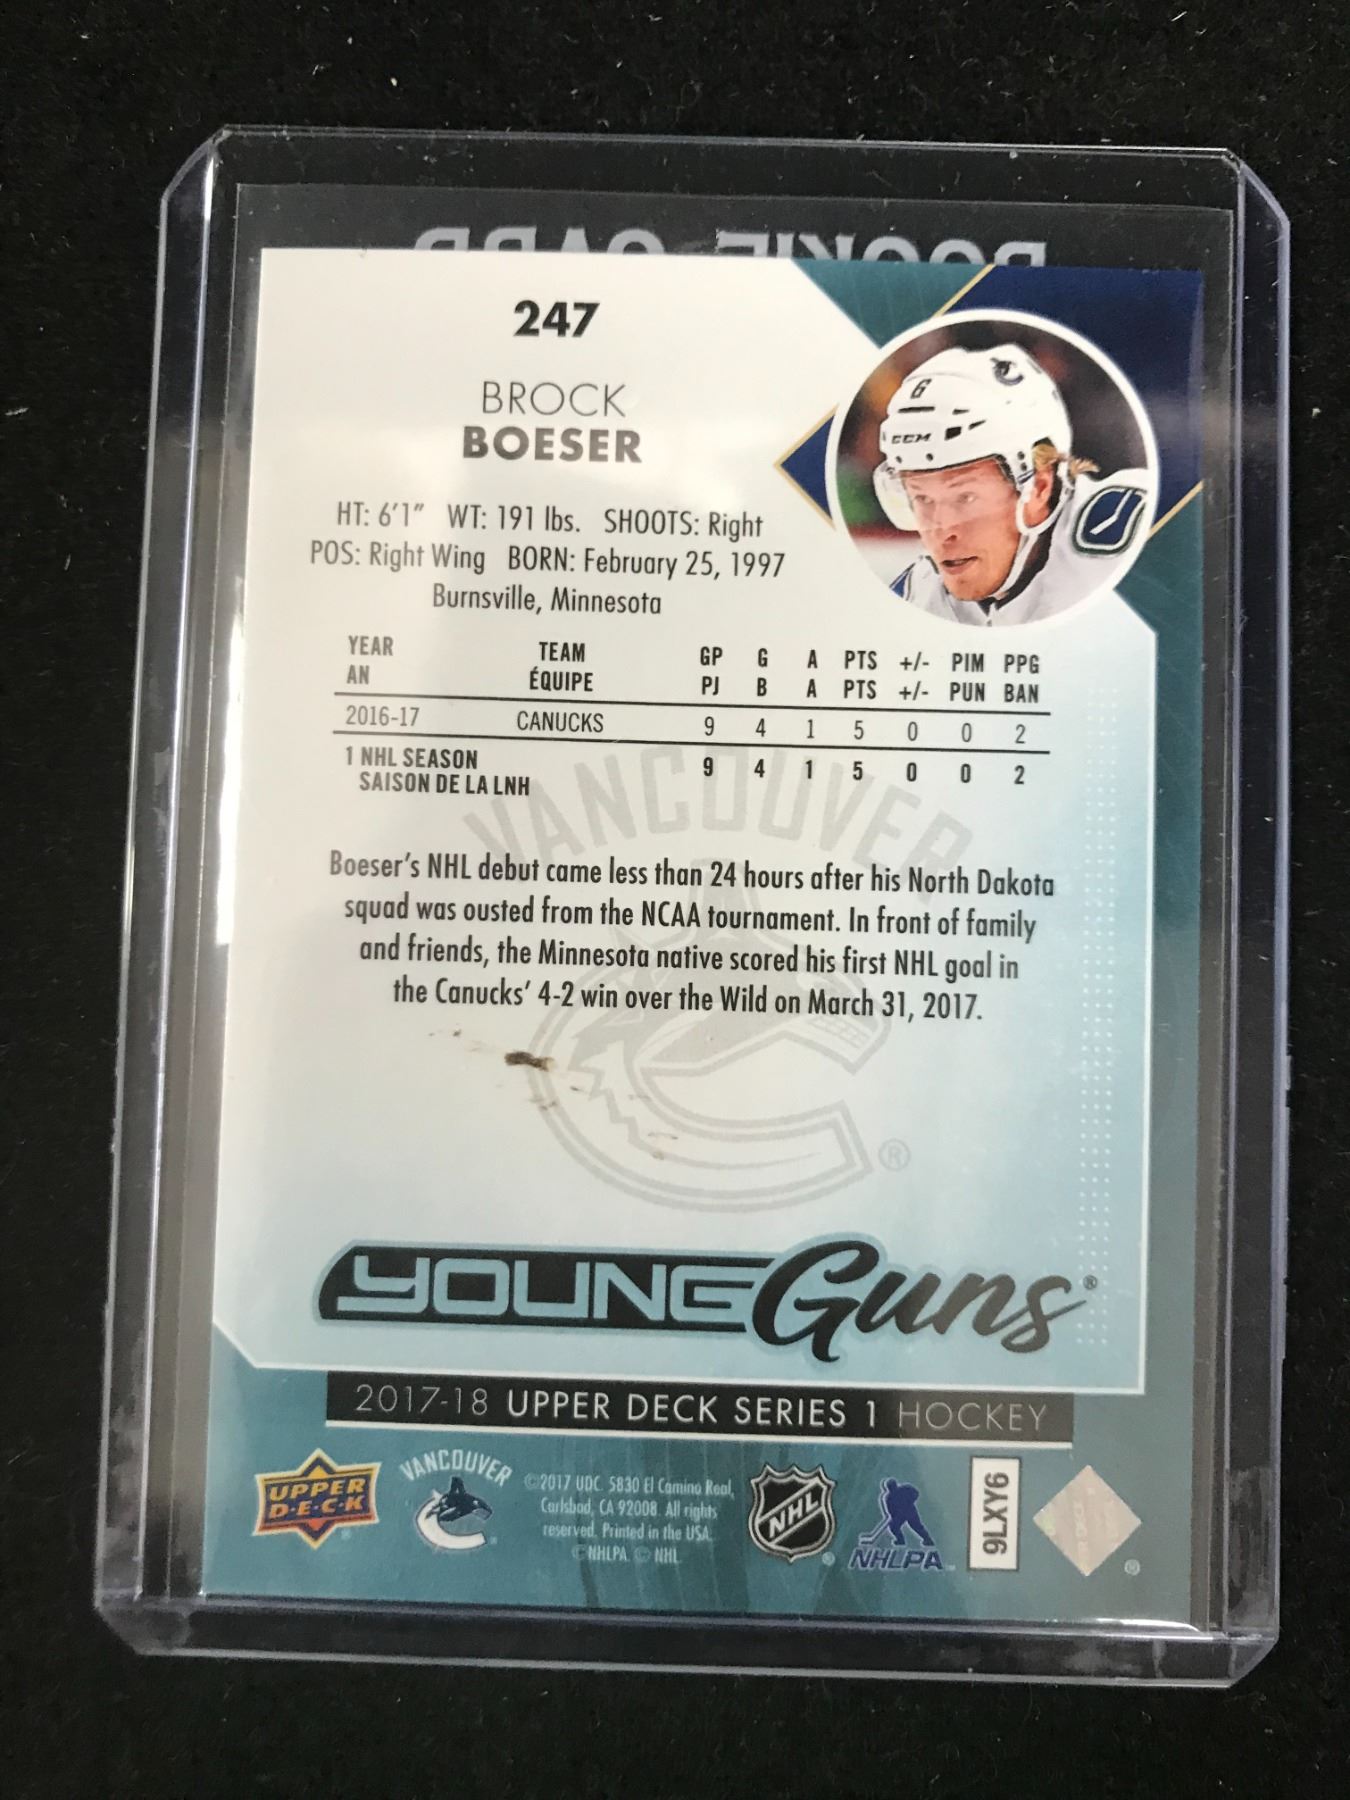 ROOKIE CARD
247
BROCK
BOESER
6
CCM
HT: 6'1" WT: 191 lbs. SHOOTS: Right
POS: Right Wing BORN: February 25, 1997
Burnsville, Minnesota
YEAR TEAM GP G A PTS +/- PIM PPG
AN ÉQUIPE PJ B A PTS +/- PUN BAN
2016-17 CANUCKS 9 4 1 5 0 0 2
1 NHL SEASON 9 4 1 5 0 0 2
SAISON DE LA LNH
VANCOUVER
Boeser's NHL debut came less than 24 hours after his North Dakota
squad was ousted from the NCAA tournament. In front of family
and friends, the Minnesota native scored his first NHL goal in
the Canucks' 4-2 win over the Wild on March 31, 2017.
®
YOUNG Guns®
2017-18 UPPER DECK SERIES 1 HOCKEY
UPPER
D·E·C·K
VANCOUVER
©2017 UDC. 5830 El Camino Real,
Carlsbad, CA 92008. All rights
reserved. Printed in the USA.
©NHLPA © NHL
NHL
NHLPA
9LXY6